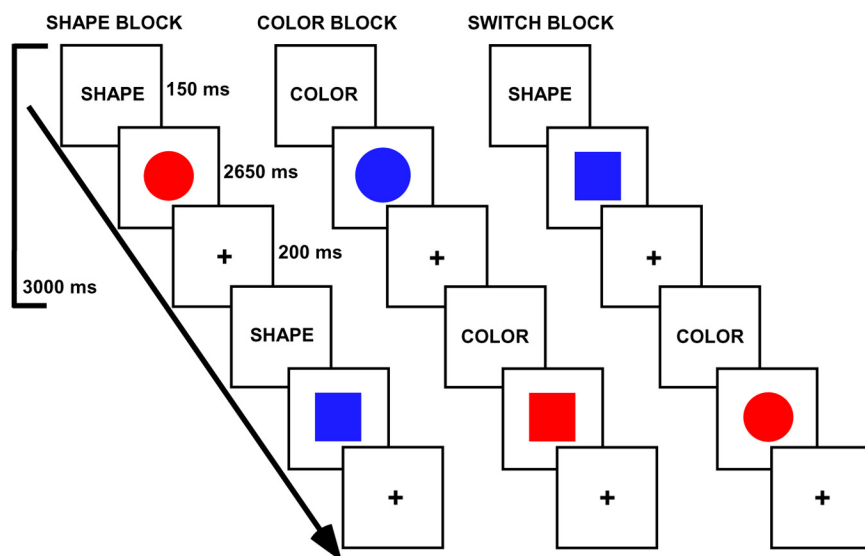 SHAPE BLOCK COLOR BLOCK SWITCH BLOCK
SHAPE 150 ms COLOR SHAPE
2650 ms
+ 200 ms + +
3000 ms
SHAPE COLOR COLOR
+ + +